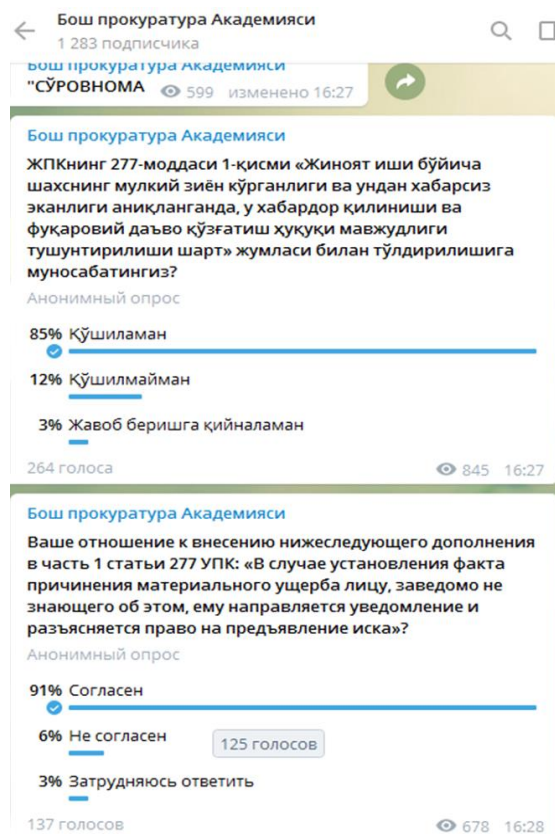 Бош прокуратура Академияси
1 283 подписчика
Бош прокуратура Академияси
"СЎРОВНОМА 599 изменено 16:27
Бош прокуратура Академияси
ЖПКнинг 277-моддаси 1-қисми «Жиноят иши бўйича
шахснинг мулкий зиён кўрганлиги ва ундан хабарсиз
эканлиги аниқланганда, у хабардор қилиниши ва
фуқаровий даъво қўзғатиш ҳуқуқи мавжудлиги
тушунтирилиши шарт» жумласи билан тўлдирилишига
муносабатингиз?
Анонимный опрос
85% Қўшиламан
12% Қўшилмайман
3% Жавоб беришга қийналаман
264 голоса 845 16:27
Бош прокуратура Академияси
Ваше отношение к внесению нижеследующего дополнения
в часть 1 статьи 277 УПК: «В случае установления факта
причинения материального ущерба лицу, заведомо не
знающего об этом, ему направляется уведомление и
разъясняется право на предъявление иска»?
Анонимный опрос
91% Согласен
6% Не согласен
125 голосов
3% Затрудняюсь ответить
137 голосов 678 16:28